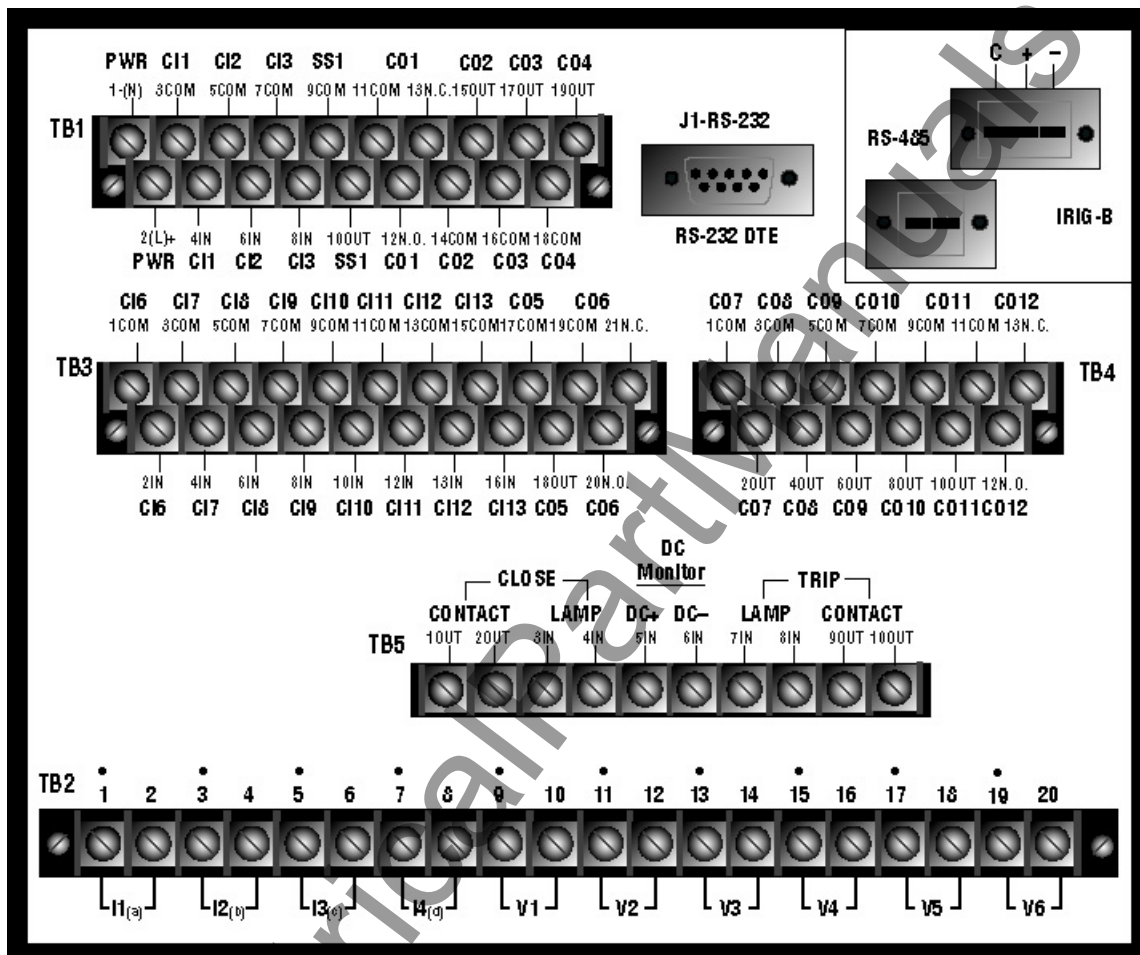 PWR CI1 CI2 CI3 SS1 CO1 CO2 CO3 CO4
1-(N) 3COM 5COM 7COM 9COM 11COM 13N.C. 15OUT 17OUT 19OUT
TB1
2(L)+ 4IN 6IN 8IN 10OUT 12N.O. 14COM 16COM 18COM
PWR CI1 CI2 CI3 SS1 CO1 CO2 CO3 CO4
J1-RS-232
RS-232 DTE
C + −
RS-485
IRIG-B
CI6 CI7 CI8 CI9 CI10 CI11 CI12 CI13 CO5 CO6
1COM 3COM 5COM 7COM 9COM 11COM 13COM 15COM 17COM 19COM 21N.C.
TB3
2IN 4IN 6IN 8IN 10IN 12IN 13IN 16IN 18OUT 20N.O.
CI6 CI7 CI8 CI9 CI10 CI11 CI12 CI13 CO5 CO6
CO7 CO8 CO9 CO10 CO11 CO12
1COM 3COM 5COM 7COM 9COM 11COM 13N.C.
TB4
2OUT 4OUT 6OUT 8OUT 10OUT 12N.O.
CO7 CO8 CO9 CO10 CO11 CO12
DC
Monitor
CLOSE TRIP
CONTACT LAMP DC+ DC− LAMP CONTACT
1OUT 2OUT 3IN 4IN 5IN 6IN 7IN 8IN 9OUT 10OUT
TB5
TB2
1 2 3 4 5 6 7 8 9 10 11 12 13 14 15 16 17 18 19 20
I1(a) I2(b) I3(c) I4(d) V1 V2 V3 V4 V5 V6